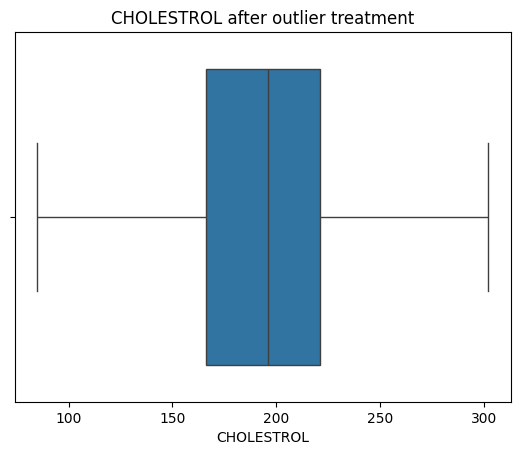 CHOLESTROL after outlier treatment
100 150 200 250 300
CHOLESTROL